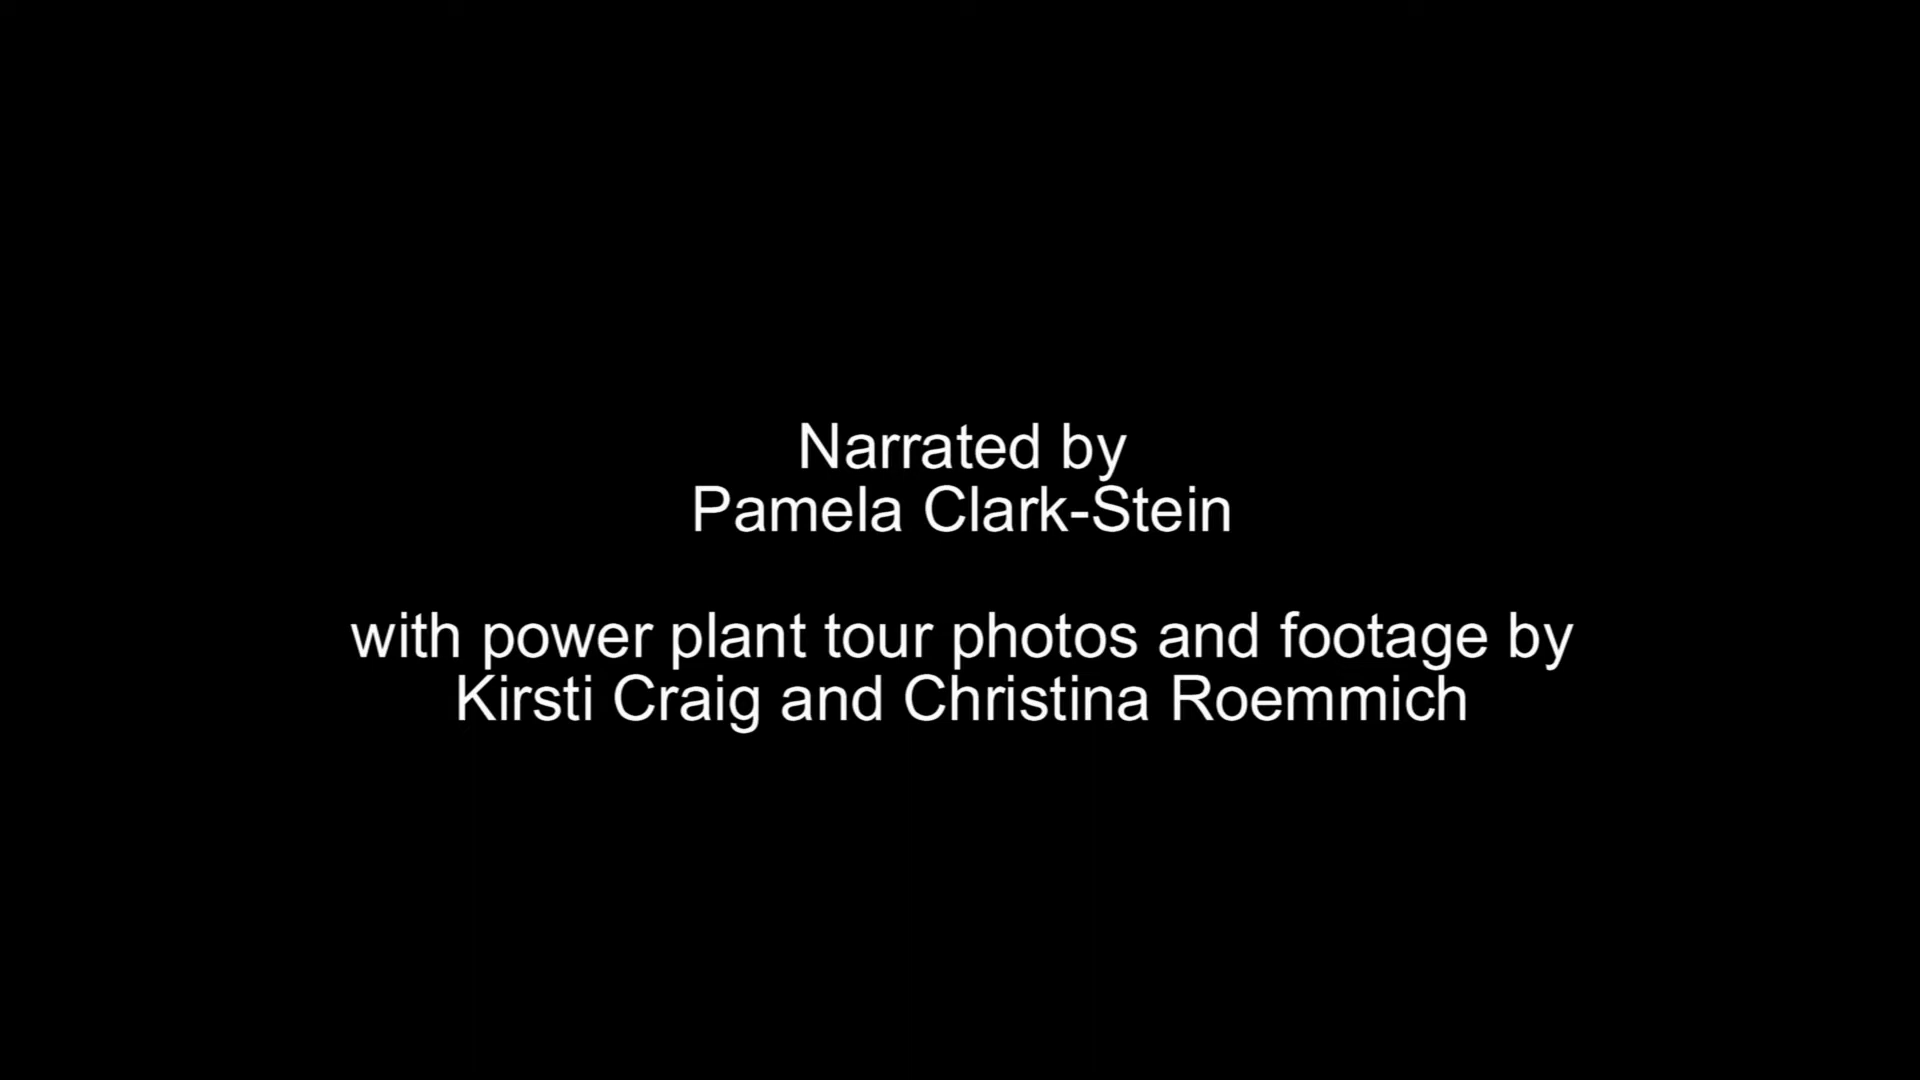 Narrated by
Pamela Clark-Stein
with power plant tour photos and footage by
Kirsti Craig and Christina Roemmich